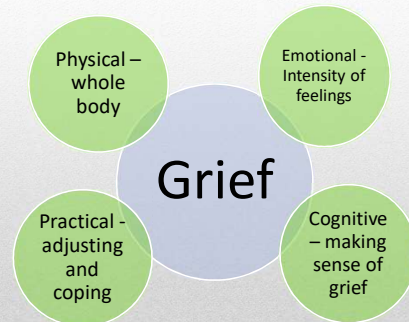 Physical –
whole
body
Emotional -
Intensity of
feelings
Grief
Practical -
adjusting
and
coping
Cognitive
– making
sense of
grief